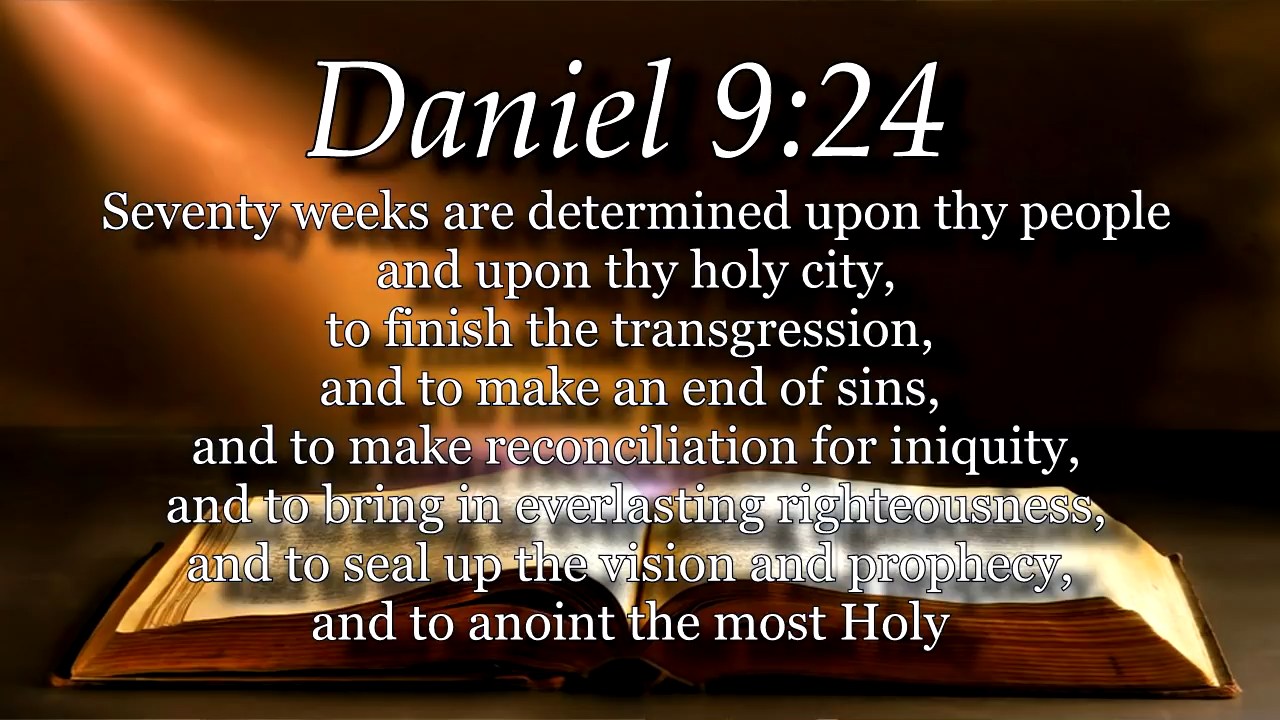 Daniel 9:24
Seventy weeks are determined upon thy people
and upon thy holy city,
to finish the transgression,
and to make an end of sins,
and to make reconciliation for iniquity,
and to bring in everlasting righteousness,
and to seal up the vision and prophecy,
and to anoint the most Holy